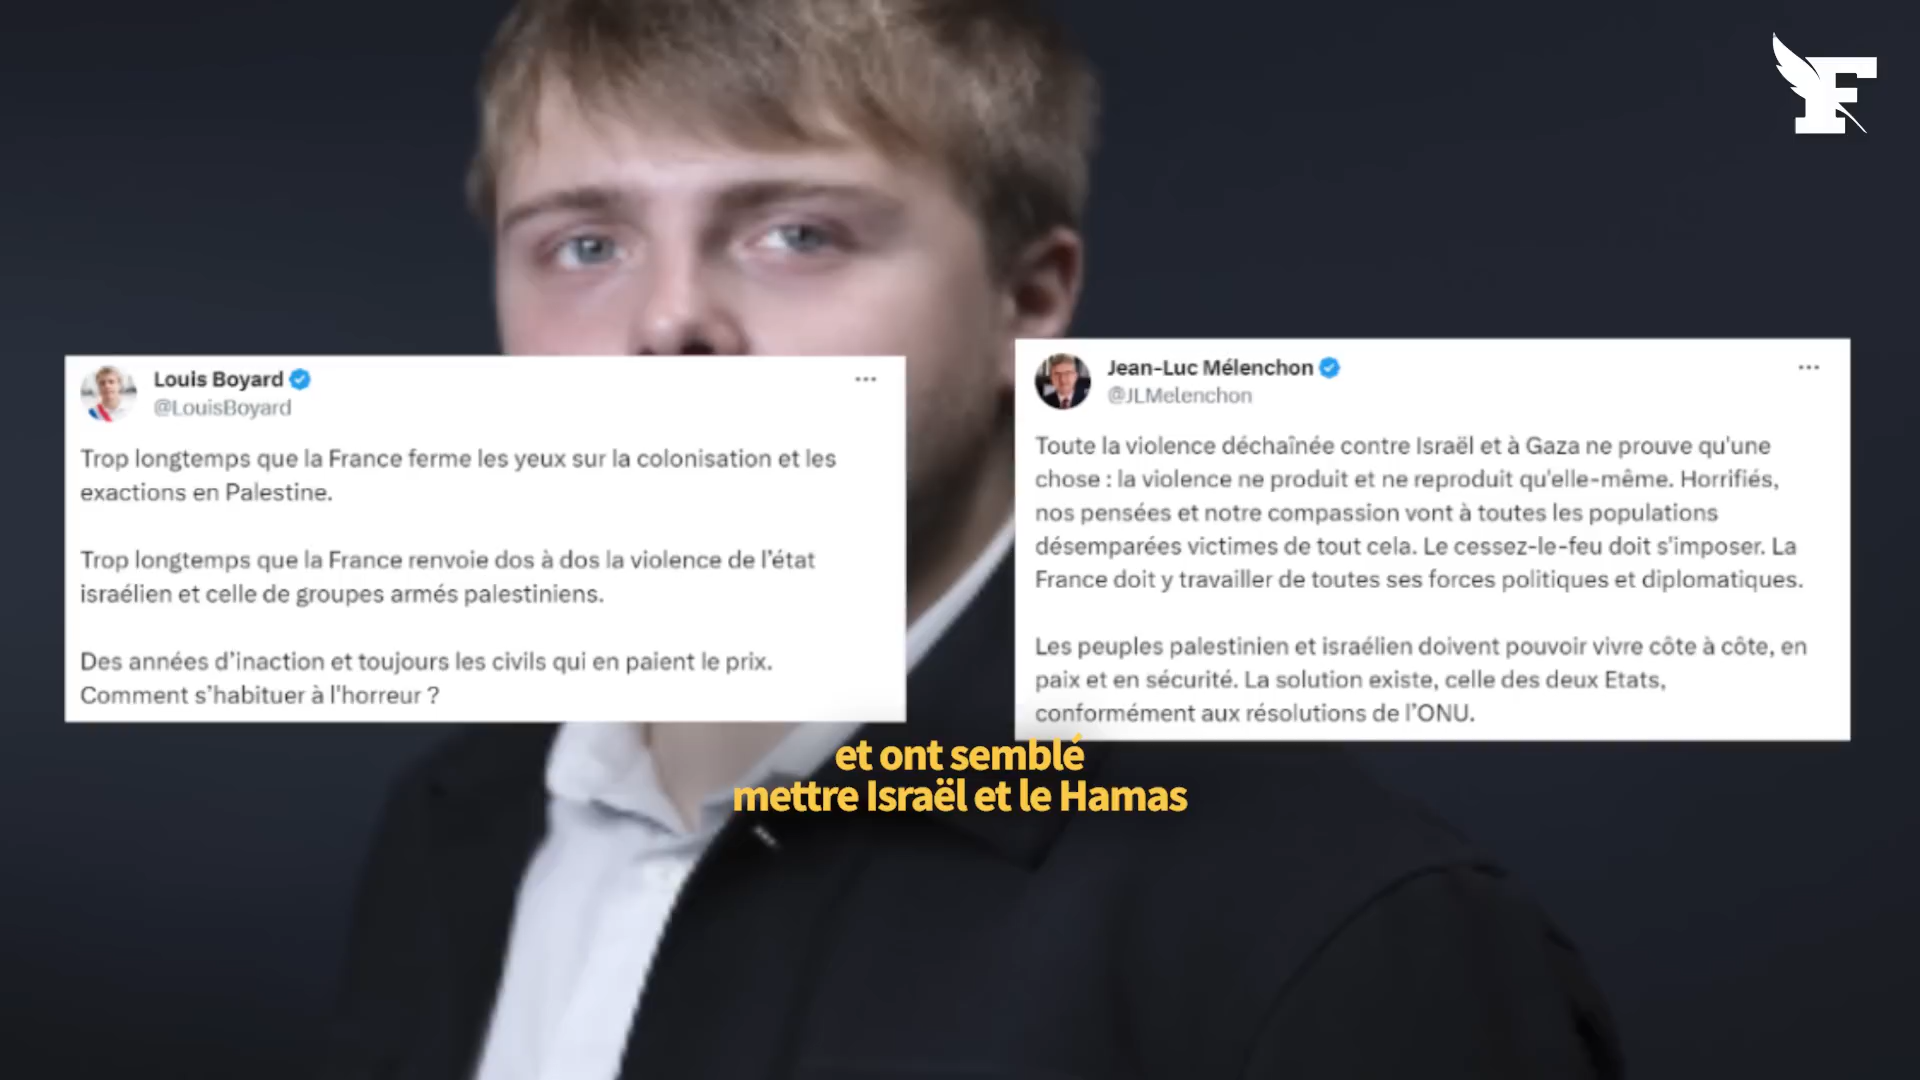 F
Louis Boyard
@LouisBoyard
Trop longtemps que la France ferme les yeux sur la colonisation et les
exactions en Palestine.
Trop longtemps que la France renvoie dos à dos la violence de l’état
israélien et celle de groupes armés palestiniens.
Des années d’inaction et toujours les civils qui en paient le prix.
Comment s’habituer à l'horreur ?
Jean-Luc Mélenchon
@JLMelenchon
Toute la violence déchaînée contre Israël et à Gaza ne prouve qu'une
chose : la violence ne produit et ne reproduit qu'elle-même. Horrifiés,
nos pensées et notre compassion vont à toutes les populations
désemparées victimes de tout cela. Le cessez-le-feu doit s'imposer. La
France doit y travailler de toutes ses forces politiques et diplomatiques.
Les peuples palestinien et israélien doivent pouvoir vivre côte à côte, en
paix et en sécurité. La solution existe, celle des deux Etats,
conformément aux résolutions de l’ONU.
et ont semblé
mettre Israël et le Hamas